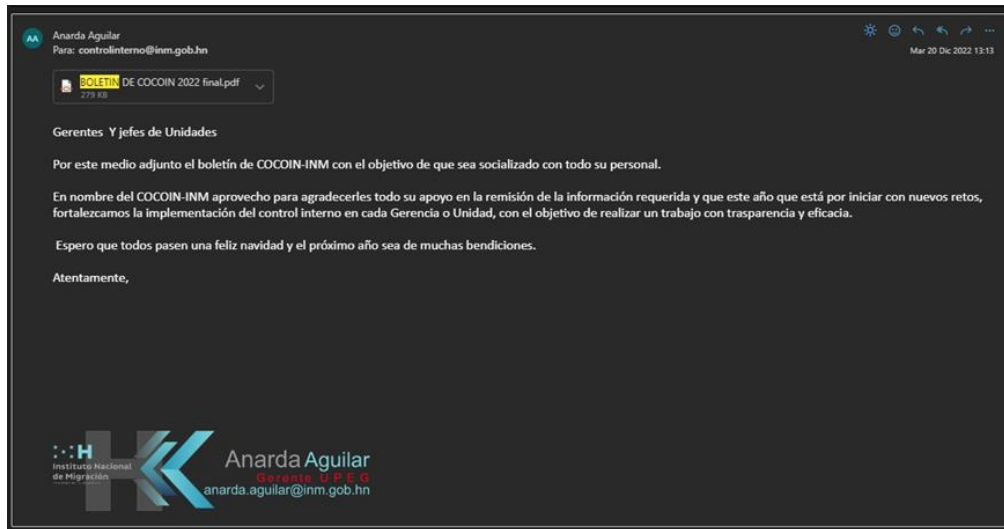 AA
Anarda Aguilar
Para: controlinterno@inm.gob.hn
Mar 20 Dic 2022 13:13
BOLETIN DE COCOIN 2022 final.pdf
279 KB
Gerentes Y jefes de Unidades
Por este medio adjunto el boletín de COCOIN-INM con el objetivo de que sea socializado con todo su personal.
En nombre del COCOIN-INM aprovecho para agradecerles todo su apoyo en la remisión de la información requerida y que este año que está por iniciar con nuevos retos,
fortalezcamos la implementación del control interno en cada Gerencia o Unidad, con el objetivo de realizar un trabajo con trasparencia y eficacia.
Espero que todos pasen una feliz navidad y el próximo año sea de muchas bendiciones.
Atentamente,
H
Instituto Nacional
de Migración
Anarda Aguilar
Gerente U P E G
anarda.aguilar@inm.gob.hn